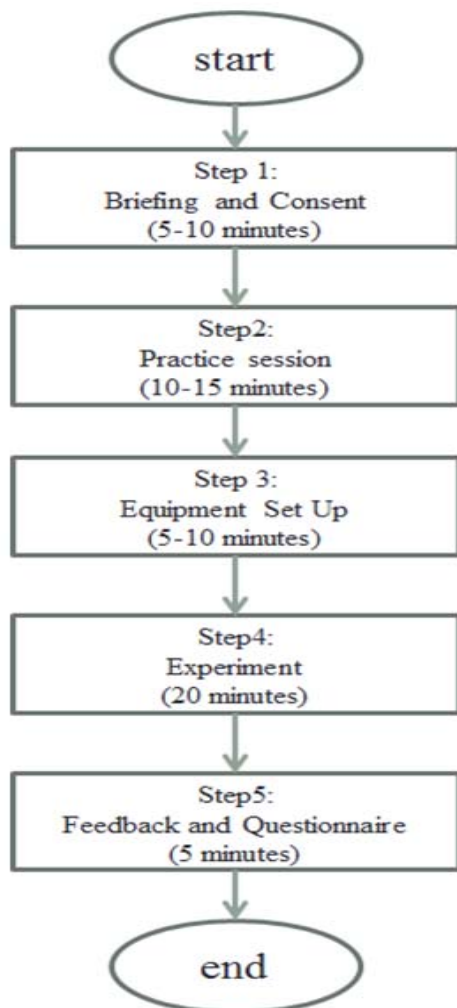 start
Step 1:
Briefing and Consent
(5-10 minutes)
Step2:
Practice session
(10-15 minutes)
Step 3:
Equipment Set Up
(5-10 minutes)
Step4:
Experiment
(20 minutes)
Step5:
Feedback and Questionnaire
(5 minutes)
end